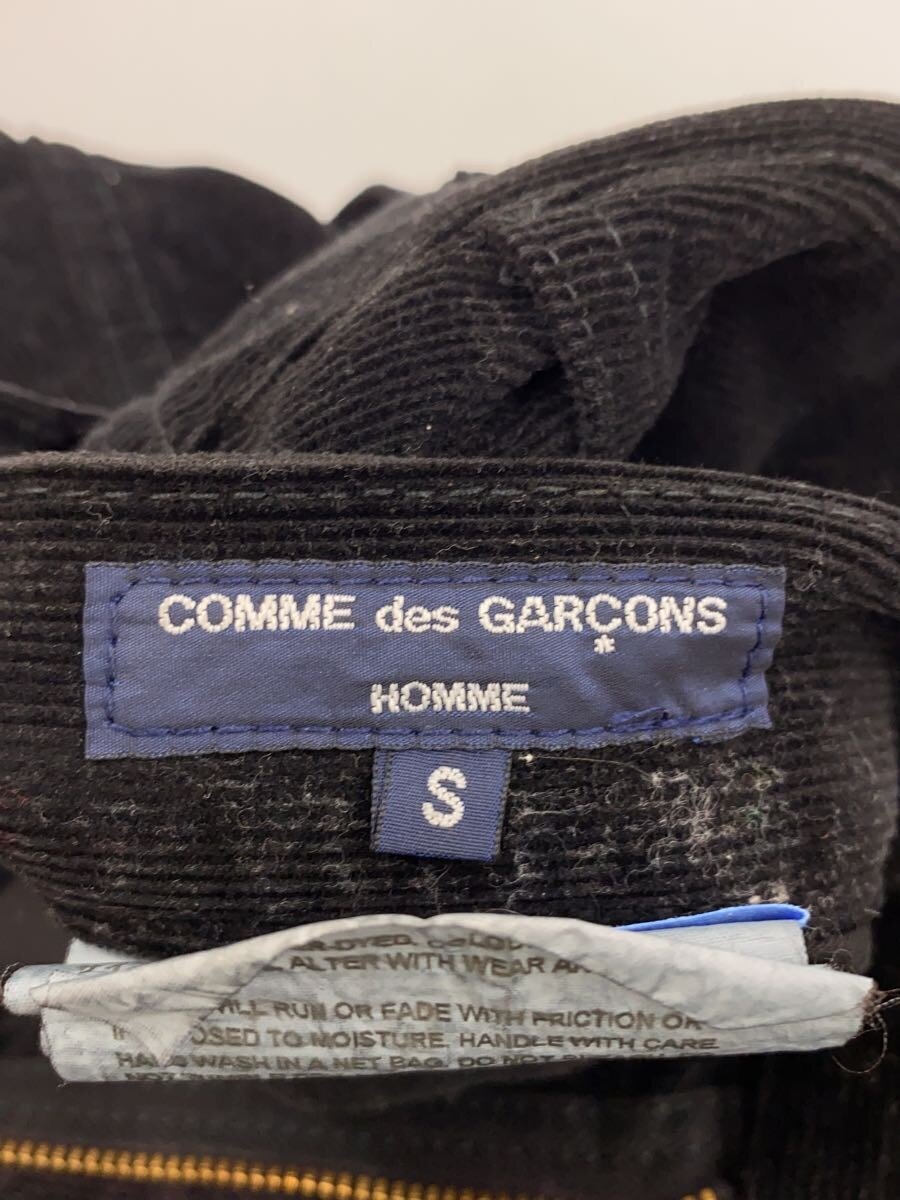 COMME des GARÇONS
*
HOMME
S
ALTER WITH WEAR
WILL RUN OR FADE WITH FRICTION OR
TO MOISTURE. HANDLE WITH CARE
WASH IN A NET BAG. DO NOT
NOT